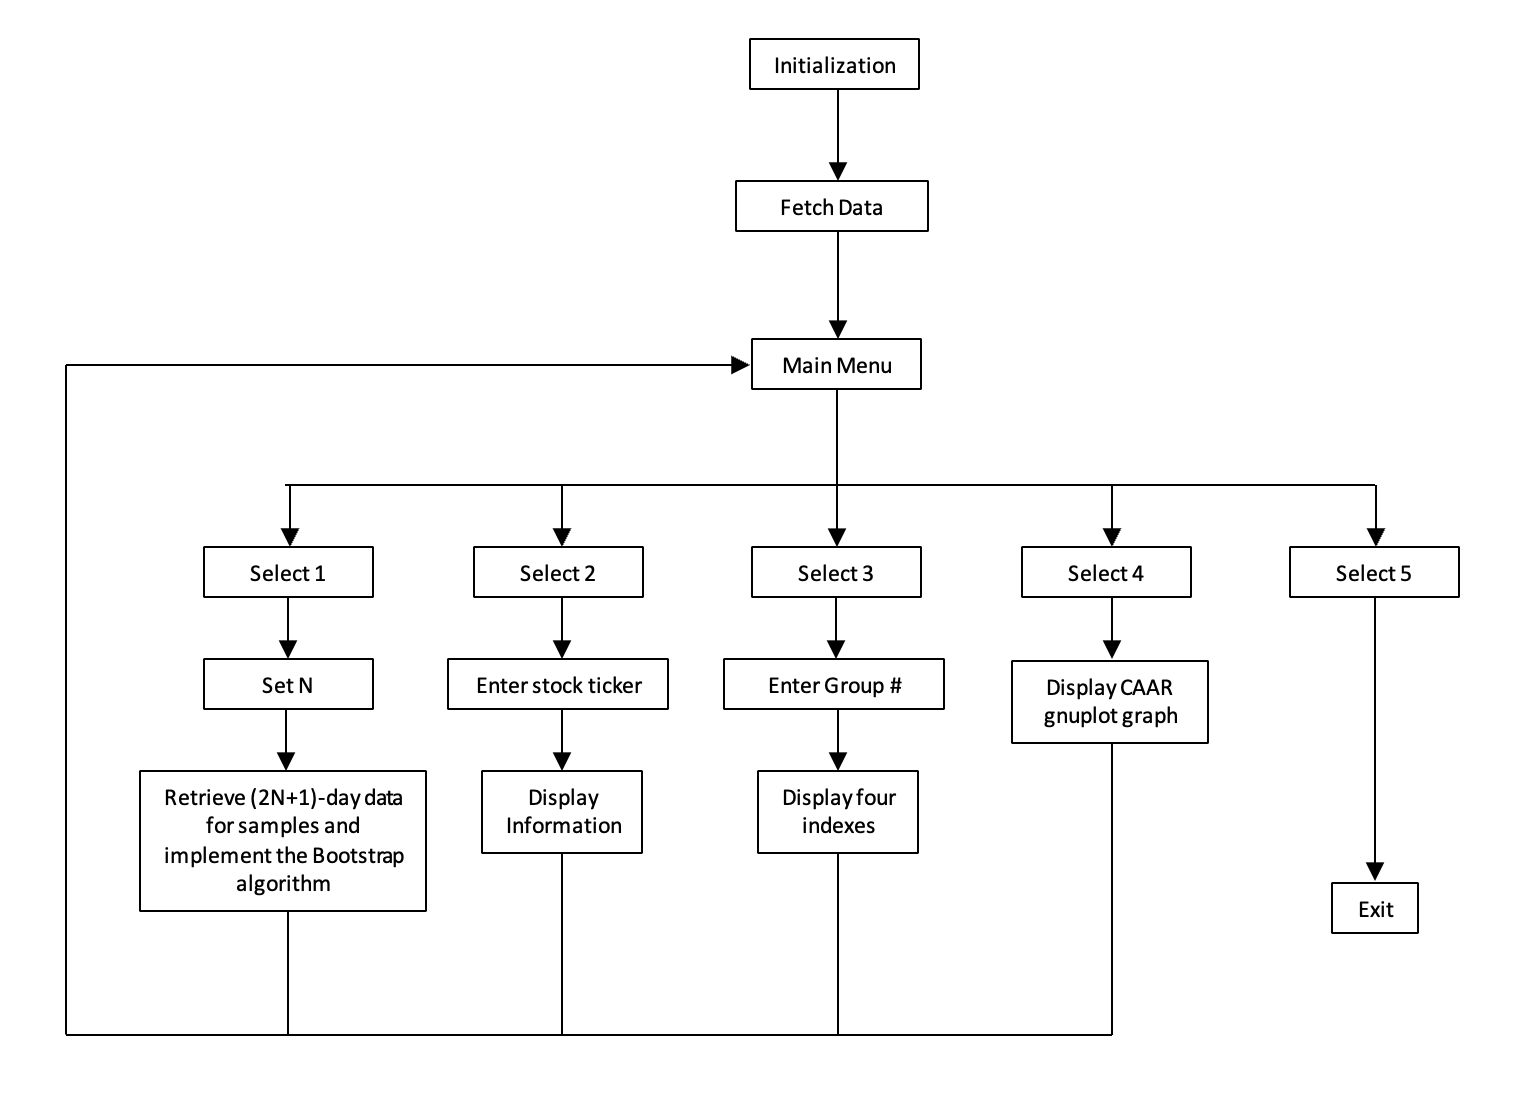 Initialization
Fetch Data
Main Menu
Select 1
Select 2
Select 3
Select 4
Select 5
Set N
Enter stock ticker
Enter Group #
Display CAAR
gnuplot graph
Retrieve (2N+1)-day data
for samples and
implement the Bootstrap
algorithm
Display
Information
Display four
indexes
Exit